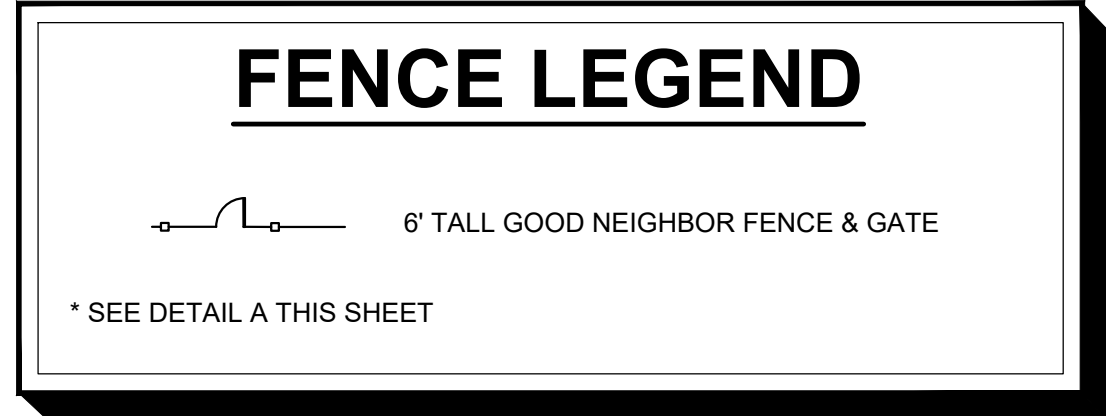 FENCE LEGEND
6' TALL GOOD NEIGHBOR FENCE & GATE
* SEE DETAIL A THIS SHEET